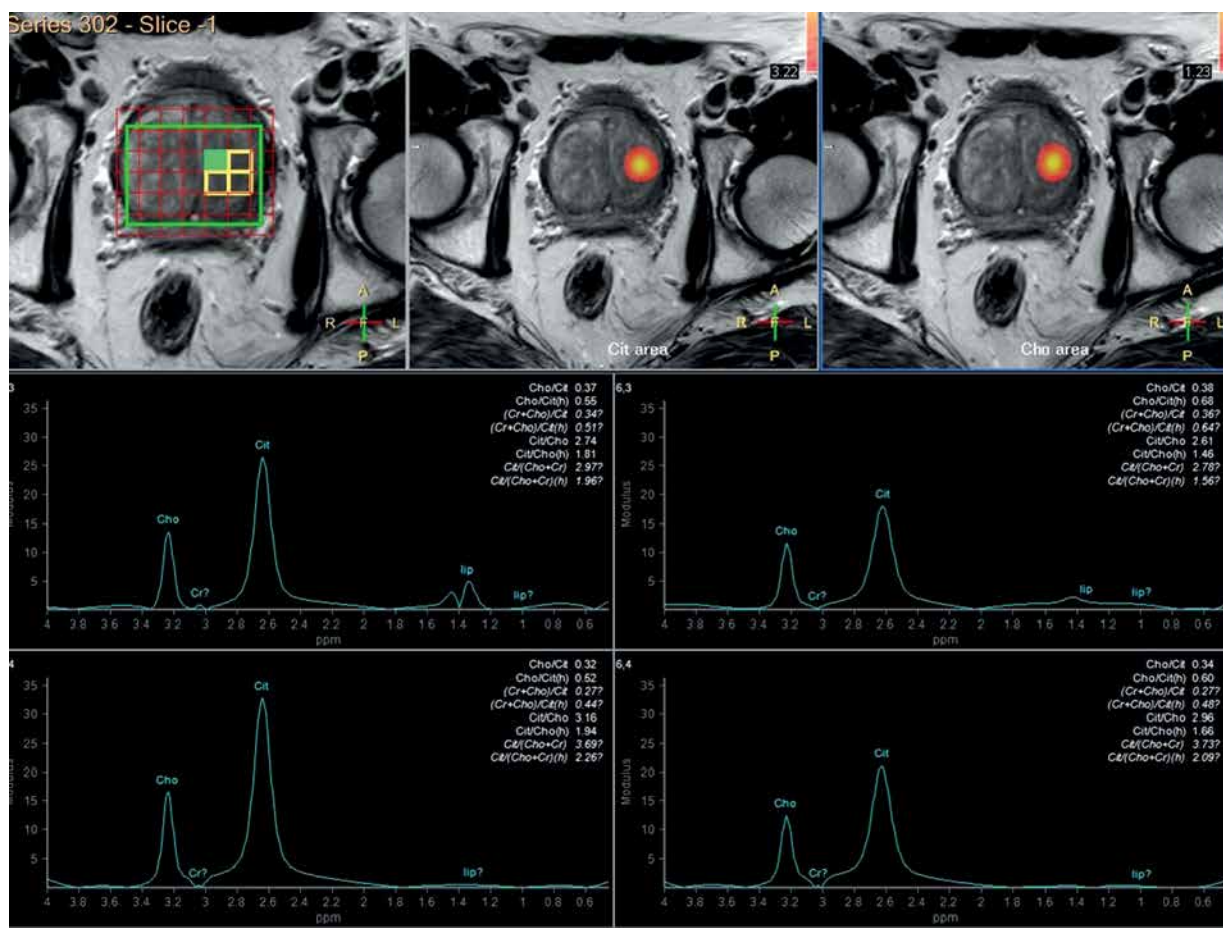 Series 302 - Slice -1
A
R F L
P
3.22
Cit area
A
R F L
P
1.23
Cho area
A
R F L
P
3
Cho/Cit 0.37
Cho/Cit(h) 0.55
(Cr+Cho)/Cit 0.34?
(Cr+Cho)/Cit(h) 0.51?
Cit/Cho 2.74
Cit/Cho(h) 1.81
Cit/(Cho+Cr) 2.97?
Cit/(Cho+Cr)(h) 1.96?
35
30
25
20
15
10
5
Modulus
Cho
Cr?
Cit
lip
lip?
4 3.8 3.6 3.4 3.2 3 2.8 2.6 2.4 2.2 2 1.8 1.6 1.4 1.2 1 0.8 0.6
ppm
6,3
Cho/Cit 0.38
Cho/Cit(h) 0.68
(Cr+Cho)/Cit 0.36?
(Cr+Cho)/Cit(h) 0.64?
Cit/Cho 2.61
Cit/Cho(h) 1.46
Cit/(Cho+Cr) 2.78?
Cit/(Cho+Cr)(h) 1.56?
35
30
25
20
15
10
5
Modulus
Cho
Cr?
Cit
lip
lip?
4 3.8 3.6 3.4 3.2 3 2.8 2.6 2.4 2.2 2 1.8 1.6 1.4 1.2 1 0.8 0.6
ppm
4
Cho/Cit 0.32
Cho/Cit(h) 0.52
(Cr+Cho)/Cit 0.27?
(Cr+Cho)/Cit(h) 0.44?
Cit/Cho 3.16
Cit/Cho(h) 1.94
Cit/(Cho+Cr) 3.69?
Cit/(Cho+Cr)(h) 2.26?
35
30
25
20
15
10
5
Modulus
Cho
Cr?
Cit
lip?
4 3.8 3.6 3.4 3.2 3 2.8 2.6 2.4 2.2 2 1.8 1.6 1.4 1.2 1 0.8 0.6
ppm
6,4
Cho/Cit 0.34
Cho/Cit(h) 0.60
(Cr+Cho)/Cit 0.27?
(Cr+Cho)/Cit(h) 0.48?
Cit/Cho 2.96
Cit/Cho(h) 1.66
Cit/(Cho+Cr) 3.73?
Cit/(Cho+Cr)(h) 2.09?
35
30
25
20
15
10
5
Modulus
Cho
Cr?
Cit
lip?
4 3.8 3.6 3.4 3.2 3 2.8 2.6 2.4 2.2 2 1.8 1.6 1.4 1.2 1 0.8 0.6
ppm